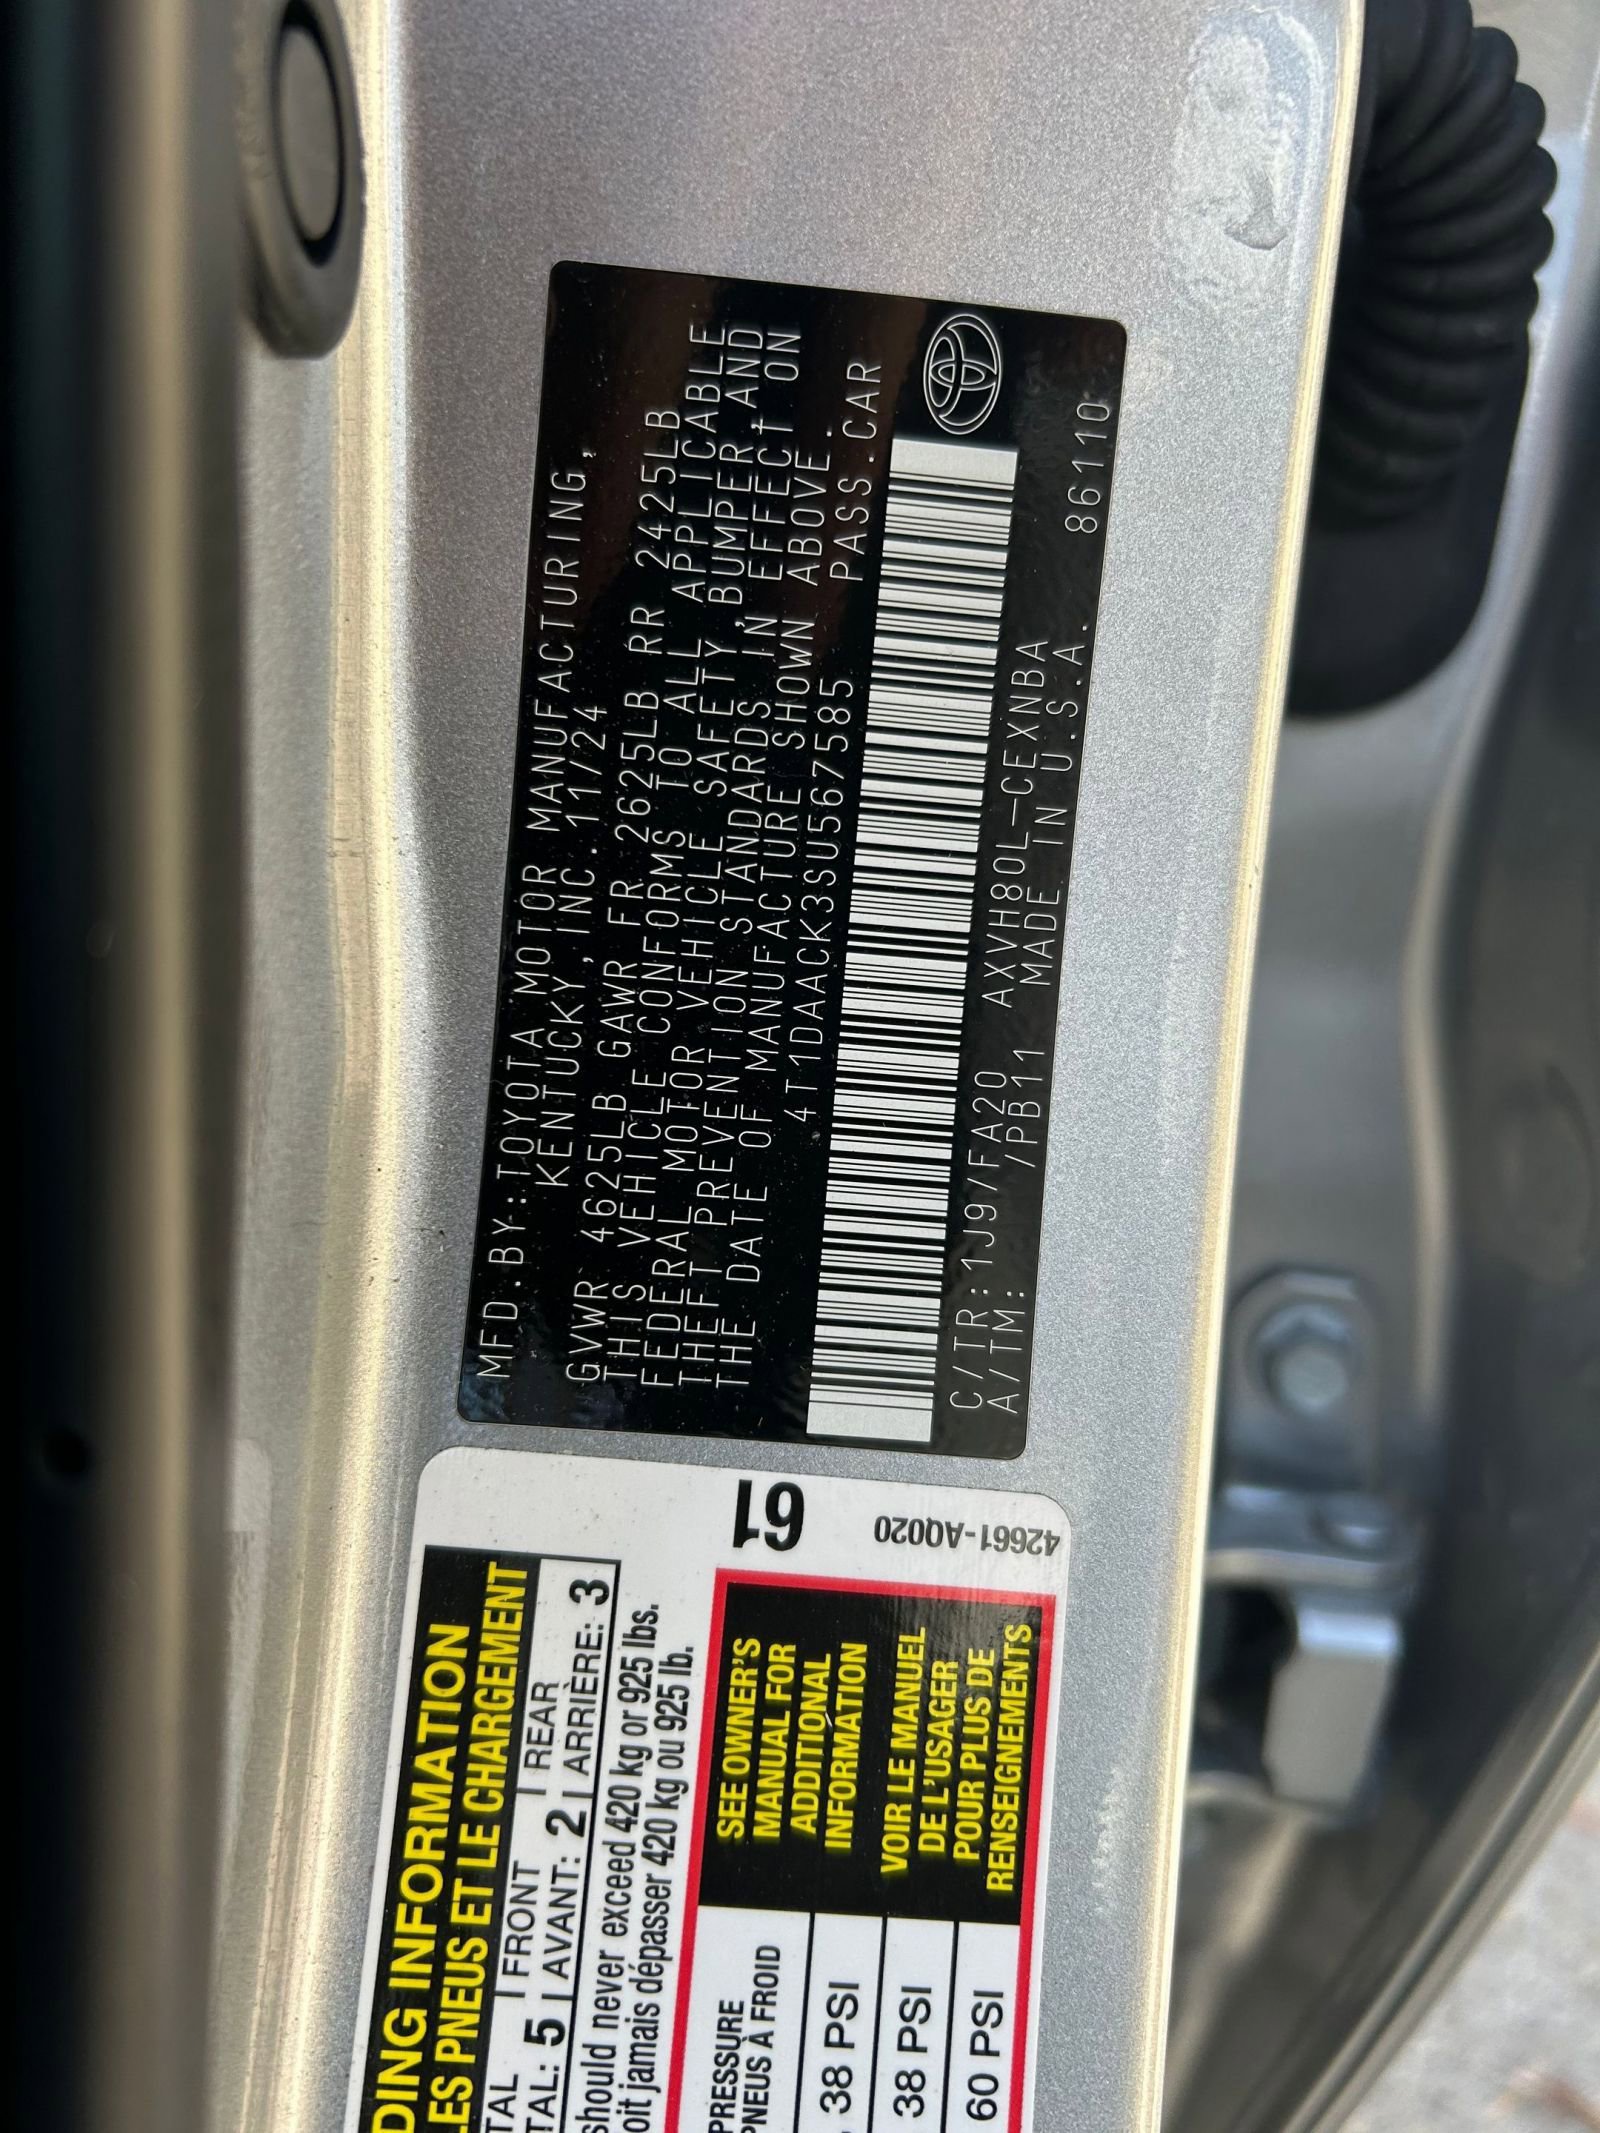 MFD.BY:TOYOTA MOTOR MANUFACTURING,
KENTUCKY,INC.11/24
GVWR 4625LB GAWR FR 2625LB RR 2425LB
THIS VEHICLE CONFORMS TO ALL APPLICABLE
FEDERAL MOTOR VEHICLE SAFETY,BUMPER,AND
THEFT PREVENTION STANDARDS IN EFFECT ON
THE DATE OF MANUFACTURE SHOWN ABOVE.
4T1DAACK3SU567585 PASS.CAR
C/TR:1J9/FA20 AXVH80L-CEXNBA
A/TM: /PB11 MADE IN U.S.A. 86110
DING INFORMATION
LES PNEUS ET LE CHARGEMENT
TAL | FRONT | REAR
TAL: 5 | AVANT: 2 | ARRIÈRE: 3
should never exceed 420 kg or 925 lbs.
oit jamais dépasser 420 kg ou 925 lb.
61
42661-AQ020
PRESSURE
PNEUS À FROID
38 PSI
38 PSI
60 PSI
SEE OWNER'S
MANUAL FOR
ADDITIONAL
INFORMATION
VOIR LE MANUEL
DE L'USAGER
POUR PLUS DE
RENSEIGNEMENTS